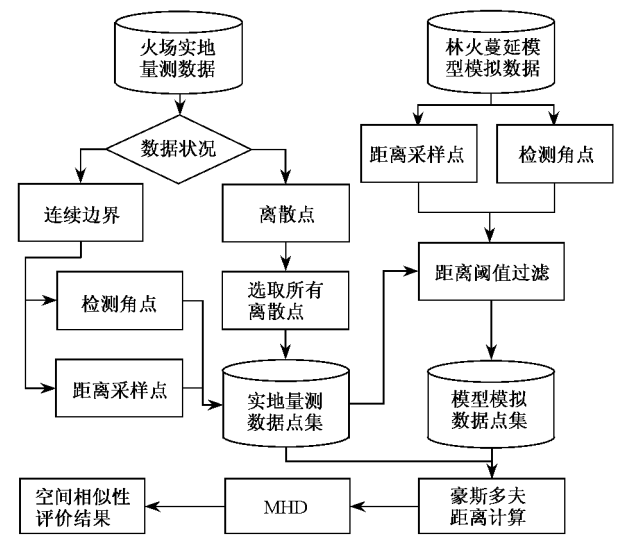 火场实地
量测数据
林火蔓延模
型模拟数据
数据状况
距离采样点
检测角点
连续边界
离散点
距离阈值过滤
检测角点
选取所有
离散点
距离采样点
实地量测
数据点集
模型模拟
数据点集
空间相似性
评价结果
MHD
豪斯多夫
距离计算